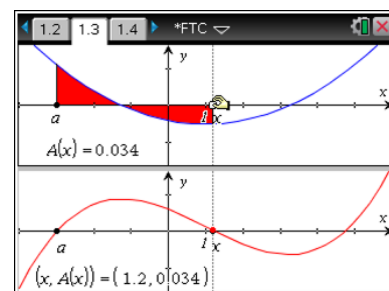 1.2 1.3 1.4 *FTC
y
x
a
1 x
A(x) = 0.034
y
x
a
1 x
(x, A(x)) = ( 1.2, 0.034 )